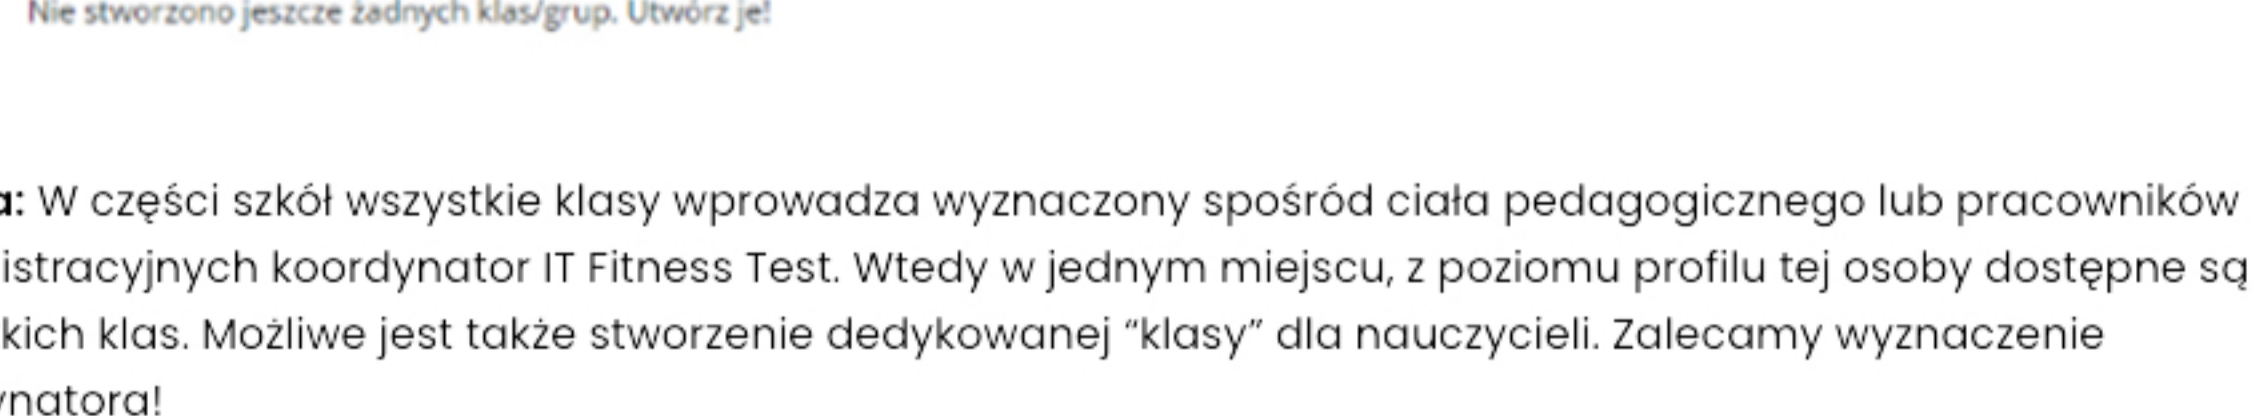 Nie stworzono jeszcze żadnych klas/grup. Utwórz je!
a: W części szkół wszystkie klasy wprowadza wyznaczony spośród ciała pedagogicznego lub pracowników
istracyjnych koordynator IT Fitness Test. Wtedy w jednym miejscu, z poziomu profilu tej osoby dostępne są
kich klas. Możliwe jest także stworzenie dedykowanej “klasy” dla nauczycieli. Zalecamy wyznaczenie
ynatora!